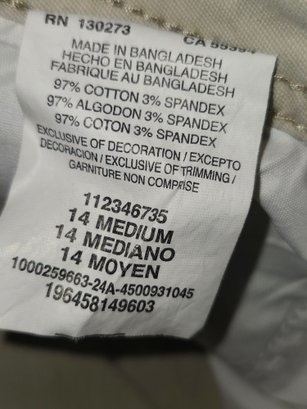 RN 130273
MADE IN BANGLADESH
HECHO EN BANGLADESH
FABRIQUE AU BANGLADESH
97% COTTON 3% SPANDEX
97% ALGODON 3% SPANDEX
97% COTON 3% SPANDEX
EXCLUSIVE OF DECORATION / EXCEPTO
DECORACION / EXCLUSIVE OF TRIMMING /
GARNITURE NON COMPRISE
112346735
14 MEDIUM
14 MEDIANO
14 MOYEN
1000259663-24A-4500931045
196458149603